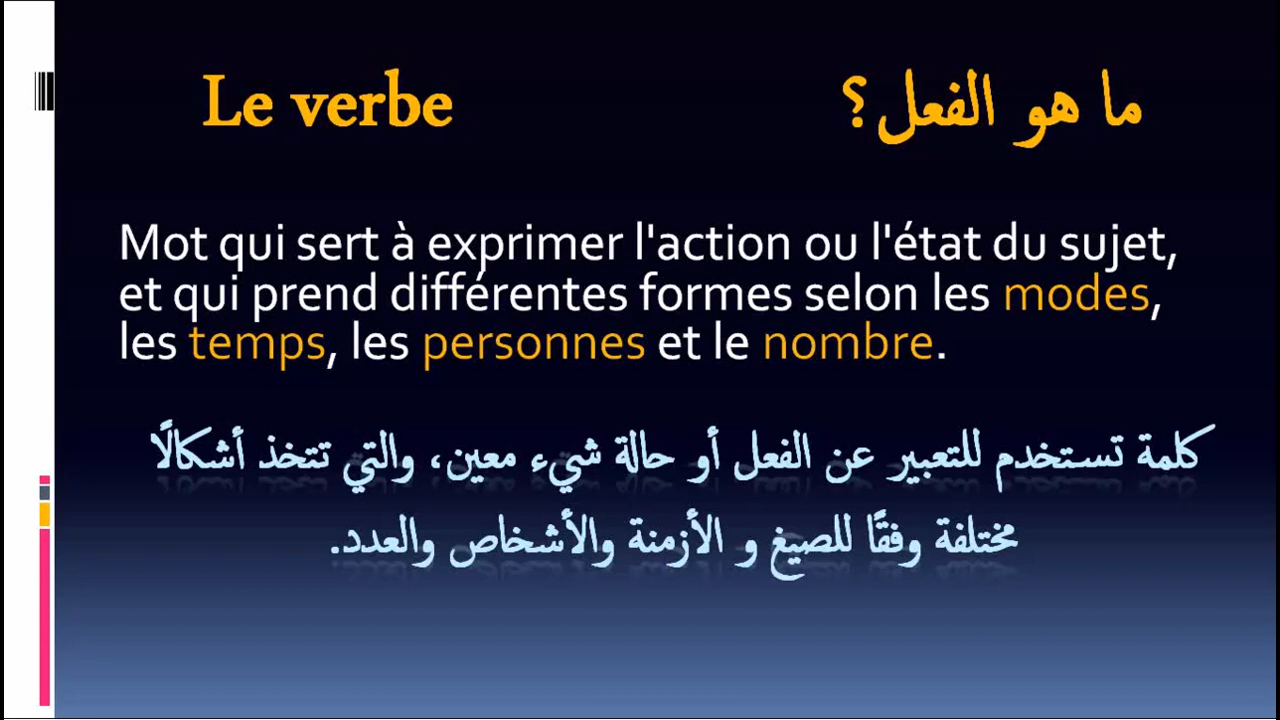 Le verbe
ما هو الفعل؟
Mot qui sert à exprimer l'action ou l'état du sujet,
et qui prend différentes formes selon les modes,
les temps, les personnes et le nombre.
كلمة تستخدم للتعبير عن الفعل أو حالة شيء معين، والتي تتخذ أشكالًا
مختلفة وفقًا للصيغ و الأزمنة والأشخاص والعدد.